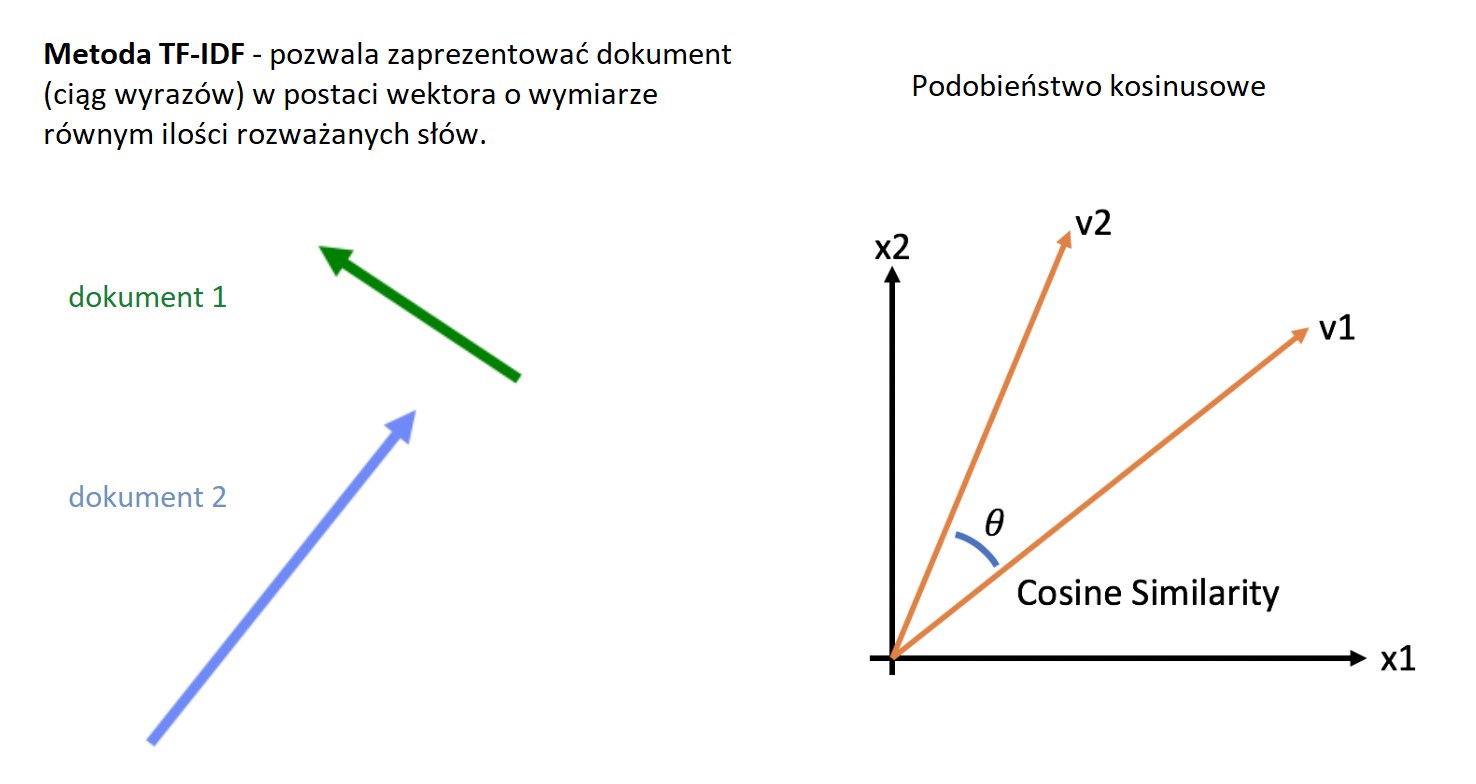 Metoda TF-IDF - pozwala zaprezentować dokument
(ciąg wyrazów) w postaci wektora o wymiarze
równym ilości rozważanych słów.
dokument 1
dokument 2
Podobieństwo kosinusowe
x2
v2
v1
θ
Cosine Similarity
x1